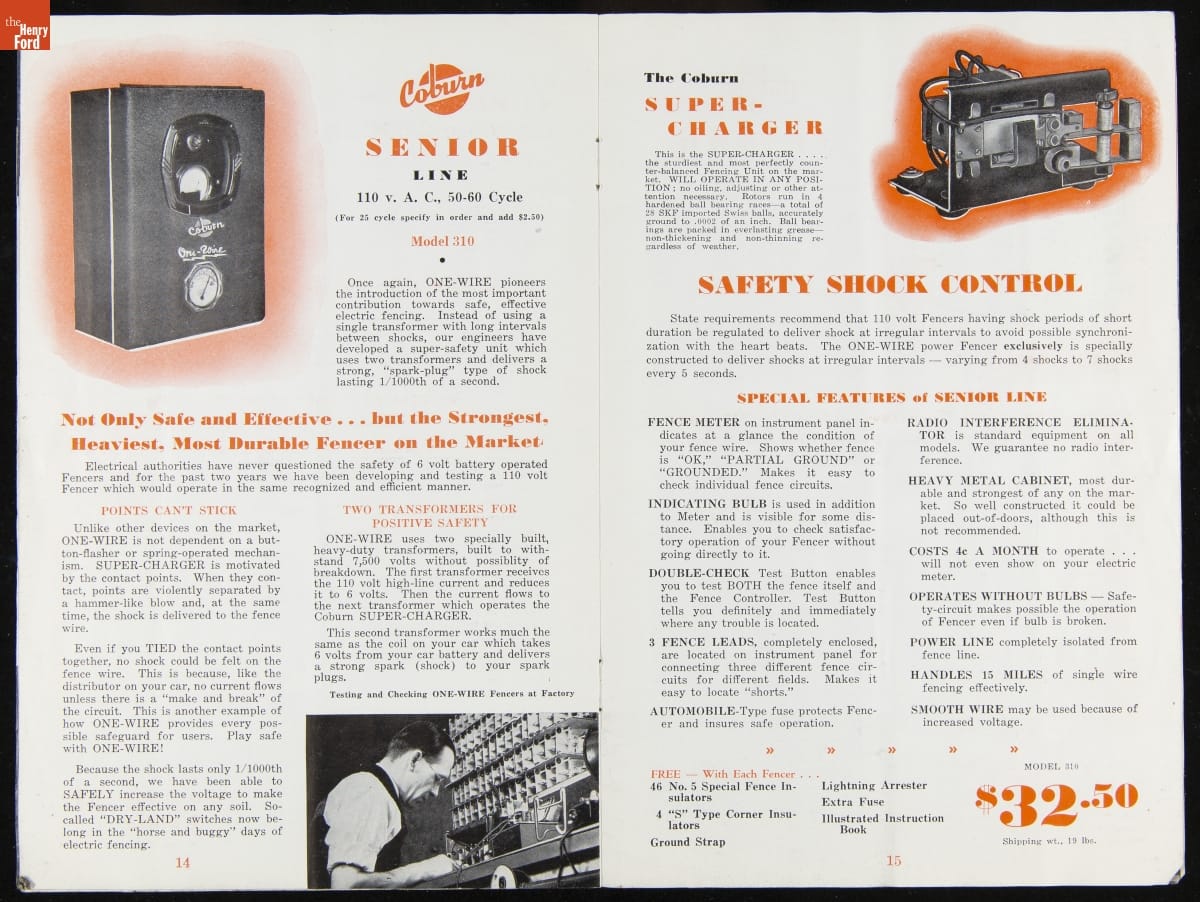 the
Henry
Ford
Coburn
One-Wire
Coburn
SENIOR
LINE
110 v. A. C., 50-60 Cycle
(For 25 cycle specify in order and add $2.50)
Model 310
Once again, ONE-WIRE pioneers
the introduction of the most important
contribution towards safe, effective
electric fencing. Instead of using a
single transformer with long intervals
between shocks, our engineers have
developed a super-safety unit which
uses two transformers and delivers a
strong, "spark-plug" type of shock
lasting 1/1000th of a second.
Not Only Safe and Effective . . . but the Strongest,
Heaviest, Most Durable Fencer on the Market.
Electrical authorities have never questioned the safety of 6 volt battery operated
Fencers and for the past two years we have been developing and testing a 110 volt
Fencer which would operate in the same recognized and efficient manner.
POINTS CAN'T STICK
Unlike other devices on the market,
ONE-WIRE is not dependent on a but-
ton-flasher or spring-operated mechan-
ism. SUPER-CHARGER is motivated
by the contact points. When they con-
tact, points are violently separated by
a hammer-like blow and, at the same
time, the shock is delivered to the fence
wire.
Even if you TIED the contact points
together, no shock could be felt on the
fence wire. This is because, like the
distributor on your car, no current flows
unless there is a "make and break" of
the circuit. This is another example of
how ONE-WIRE provides every pos-
sible safeguard for users. Play safe
with ONE-WIRE!
Because the shock lasts only 1/1000th
of a second, we have been able to
SAFELY increase the voltage to make
the Fencer effective on any soil. So-
called "DRY-LAND" switches now be-
long in the "horse and buggy" days of
electric fencing.
14
TWO TRANSFORMERS FOR
POSITIVE SAFETY
ONE-WIRE uses two specially built,
heavy-duty transformers, built to with-
stand 7,500 volts without possiblity of
breakdown. The first transformer receives
the 110 volt high-line current and reduces
it to 6 volts. Then the current flows to
the next transformer which operates the
Coburn SUPER-CHARGER.
This second transformer works much the
same as the coil on your car which takes
6 volts from your car battery and delivers
a strong spark (shock) to your spark
plugs.
Testing and Checking ONE-WIRE Fencers at Factory
The Coburn
SUPER-
CHARGER
This is the SUPER-CHARGER . . . .
the sturdiest and most perfectly coun-
ter-balanced Fencing Unit on the mar-
ket. WILL OPERATE IN ANY POSI-
TION; no oiling, adjusting or other at-
tention necessary. Rotors run in 4
hardened ball bearing races—a total of
28 SKF imported Swiss balls, accurately
ground to .0002 of an inch. Ball bear-
ings are packed in everlasting grease—
non-thickening and non-thinning re-
gardless of weather.
SAFETY SHOCK CONTROL
State requirements recommend that 110 volt Fencers having shock periods of short
duration be regulated to deliver shock at irregular intervals to avoid possible synchroni-
zation with the heart beats. The ONE-WIRE power Fencer exclusively is specially
constructed to deliver shocks at irregular intervals — varying from 4 shocks to 7 shocks
every 5 seconds.
SPECIAL FEATURES of SENIOR LINE
FENCE METER on instrument panel in-
dicates at a glance the condition of
your fence wire. Shows whether fence
is "OK," "PARTIAL GROUND" or
"GROUNDED." Makes it easy to
check individual fence circuits.
INDICATING BULB is used in addition
to Meter and is visible for some dis-
tance. Enables you to check satisfac-
tory operation of your Fencer without
going directly to it.
DOUBLE-CHECK Test Button enables
you to test BOTH the fence itself and
the Fence Controller. Test Button
tells you definitely and immediately
where any trouble is located.
3 FENCE LEADS, completely enclosed,
are located on instrument panel for
connecting three different fence cir-
cuits for different fields. Makes it
easy to locate "shorts."
AUTOMOBILE-Type fuse protects Fenc-
er and insures safe operation.
RADIO INTERFERENCE ELIMINA-
TOR is standard equipment on all
models. We guarantee no radio inter-
ference.
HEAVY METAL CABINET, most dur-
able and strongest of any on the mar-
ket. So well constructed it could be
placed out-of-doors, although this is
not recommended.
COSTS 4c A MONTH to operate . . .
will not even show on your electric
meter.
OPERATES WITHOUT BULBS — Safe-
ty-circuit makes possible the operation
of Fencer even if bulb is broken.
POWER LINE completely isolated from
fence line.
HANDLES 15 MILES of single wire
fencing effectively.
SMOOTH WIRE may be used because of
increased voltage.
» » » » »
FREE — With Each Fencer . . .
46 No. 5 Special Fence In-
sulators
4 "S" Type Corner Insu-
lators
Ground Strap
Lightning Arrester
Extra Fuse
Illustrated Instruction
Book
MODEL 310
$32.50
Shipping wt., 19 lbs.
15